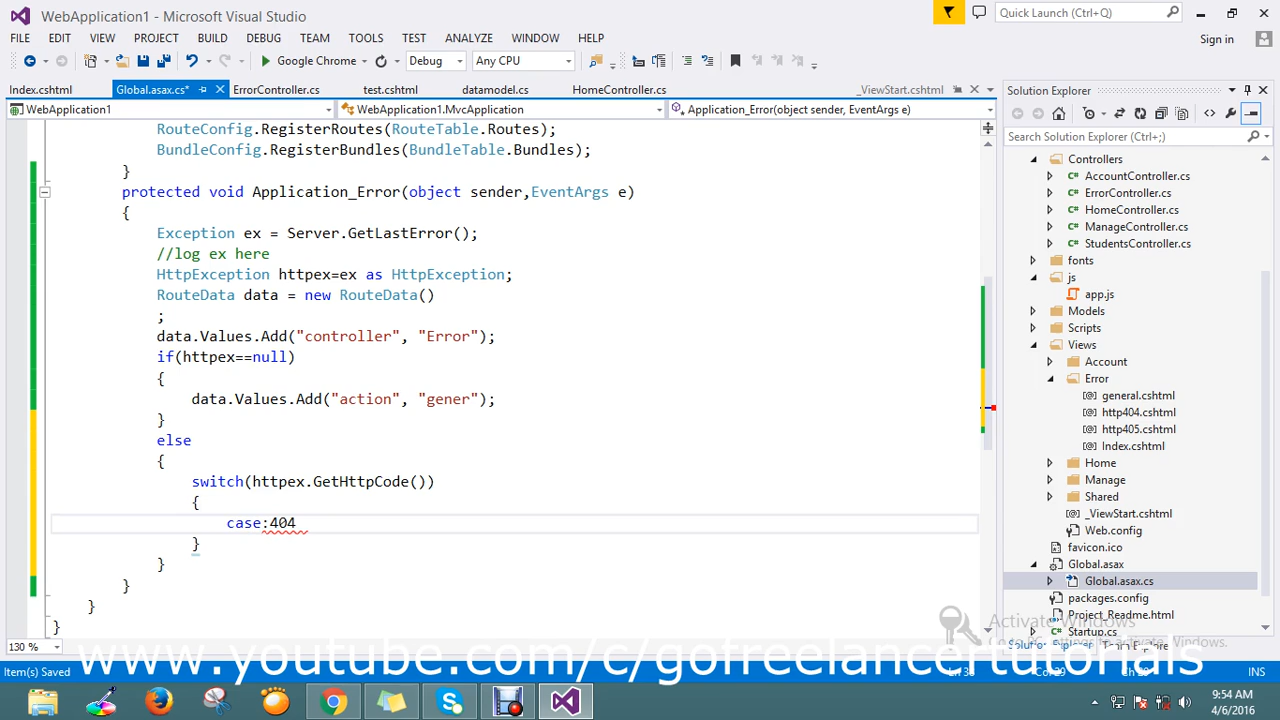 WebApplication1 - Microsoft Visual Studio
Quick Launch (Ctrl+Q)
FILE EDIT VIEW PROJECT BUILD DEBUG TEAM TOOLS TEST ANALYZE WINDOW HELP
Sign in
Google Chrome Debug Any CPU
Index.cshtml Global.asax.cs* ErrorController.cs test.cshtml datamodel.cs HomeController.cs _ViewStart.cshtml
WebApplication1 WebApplication1.MvcApplication Application_Error(object sender, EventArgs e)
RouteConfig.RegisterRoutes(RouteTable.Routes);
BundleConfig.RegisterBundles(BundleTable.Bundles);
}
protected void Application_Error(object sender,EventArgs e)
{
Exception ex = Server.GetLastError();
//log ex here
HttpException httpex=ex as HttpException;
RouteData data = new RouteData()
;
data.Values.Add("controller", "Error");
if(httpex==null)
{
data.Values.Add("action", "gener");
}
else
{
switch(httpex.GetHttpCode())
{
case:404
}
}
}
}
}
130 %
Solution Explorer
Search Solution Explorer (Ctrl+;)
Controllers
AccountController.cs
ErrorController.cs
HomeController.cs
ManageController.cs
StudentsController.cs
fonts
js
app.js
Models
Scripts
Views
Account
Error
general.cshtml
http404.cshtml
http405.cshtml
Index.cshtml
Home
Manage
Shared
_ViewStart.cshtml
Web.config
favicon.ico
Global.asax
Global.asax.cs
packages.config
Project_Readme.html
Startup.cs
Activate Windows
www.youtube.com/c/gofreelancertutorials
Item(s) Saved
INS
9:54 AM
4/6/2016